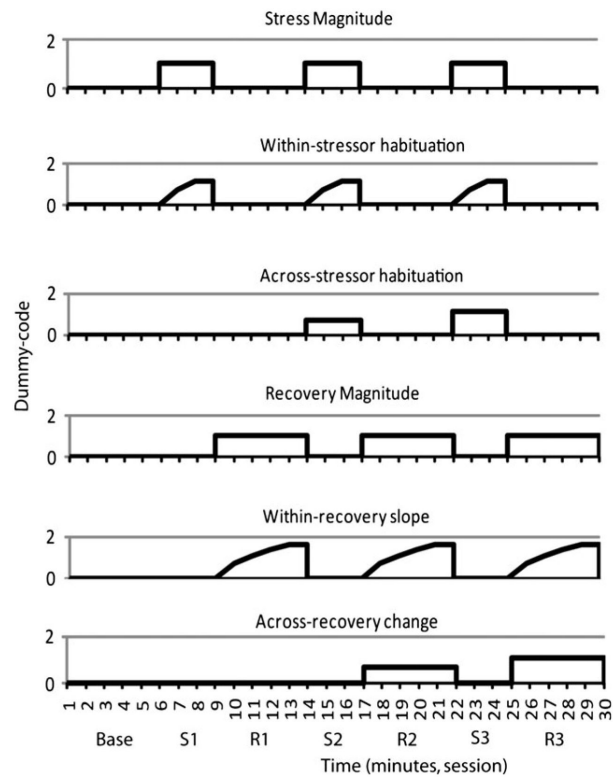 Stress Magnitude
2
0
Within-stressor habituation
2
0
Across-stressor habituation
2
0
Dummy-code
Recovery Magnitude
2
0
Within-recovery slope
2
0
Across-recovery change
2
0
1 2 3 4 5 6 7 8 9 10 11 12 13 14 15 16 17 18 19 20 21 22 23 24 25 26 27 28 29 30
Base S1 R1 S2 R2 S3 R3
Time (minutes, session)